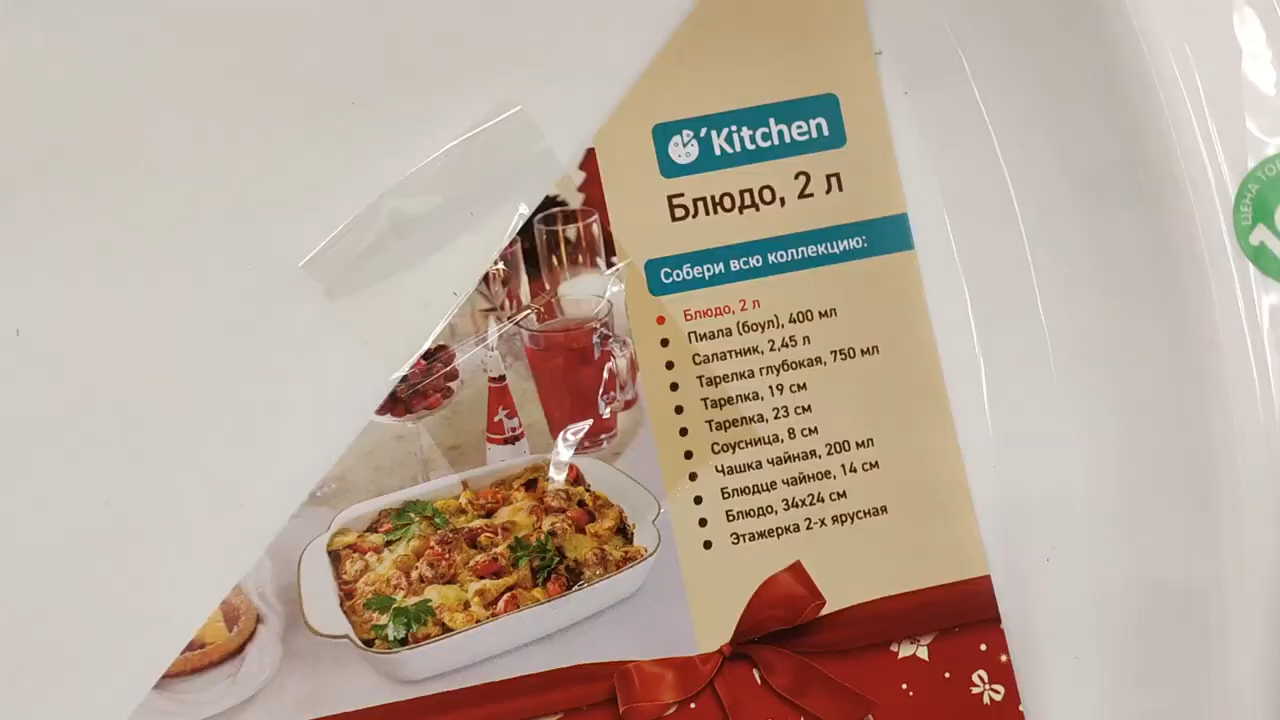 'Kitchen
Блюдо, 2 л
Собери всю коллекцию:
Блюдо, 2 л
Пиала (боул), 400 мл
Салатник, 2,45 л
Тарелка глубокая, 750 мл
Тарелка, 19 см
Тарелка, 23 см
Соусница, 8 см
Чашка чайная, 200 мл
Блюдце чайное, 14 см
Блюдо, 34х24 см
Этажерка 2-х ярусная
ЦЕНА